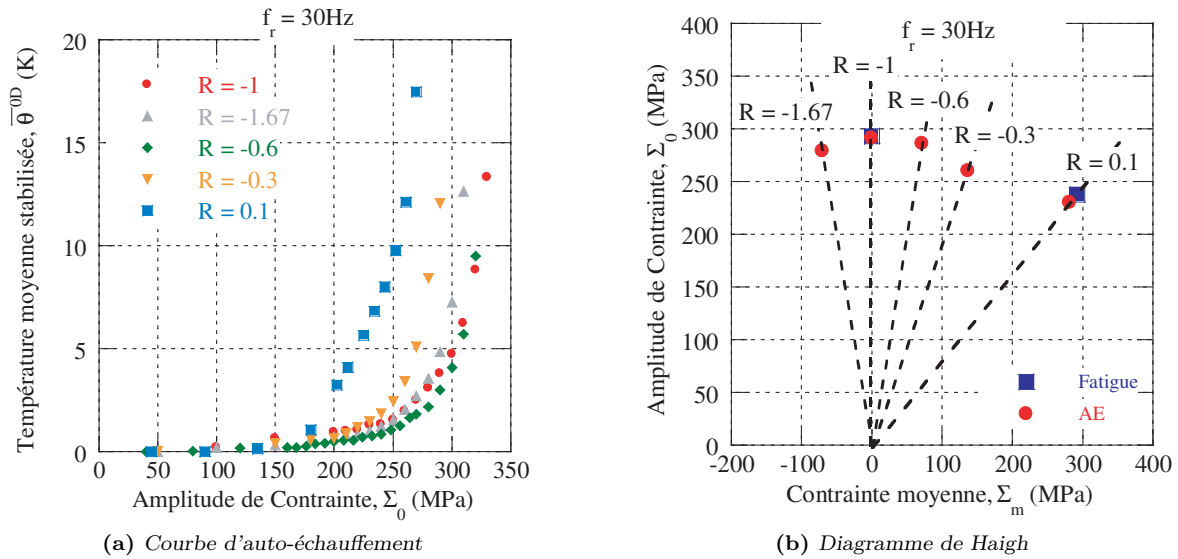 f_r = 30Hz
Température moyenne stabilisée, θ̅^0D (K)
20
15
10
5
0
R = -1
R = -1.67
R = -0.6
R = -0.3
R = 0.1
0 50 100 150 200 250 300 350
Amplitude de Contrainte, Σ_0 (MPa)
(a) Courbe d'auto-échauffement
f_r = 30Hz
Amplitude de Contrainte, Σ_0 (MPa)
400
350
300
250
200
150
100
50
0
R = -1
R = -1.67
R = -0.6
R = -0.3
R = 0.1
Fatigue
AE
-200 -100 0 100 200 300 400
Contrainte moyenne, Σ_m (MPa)
(b) Diagramme de Haigh